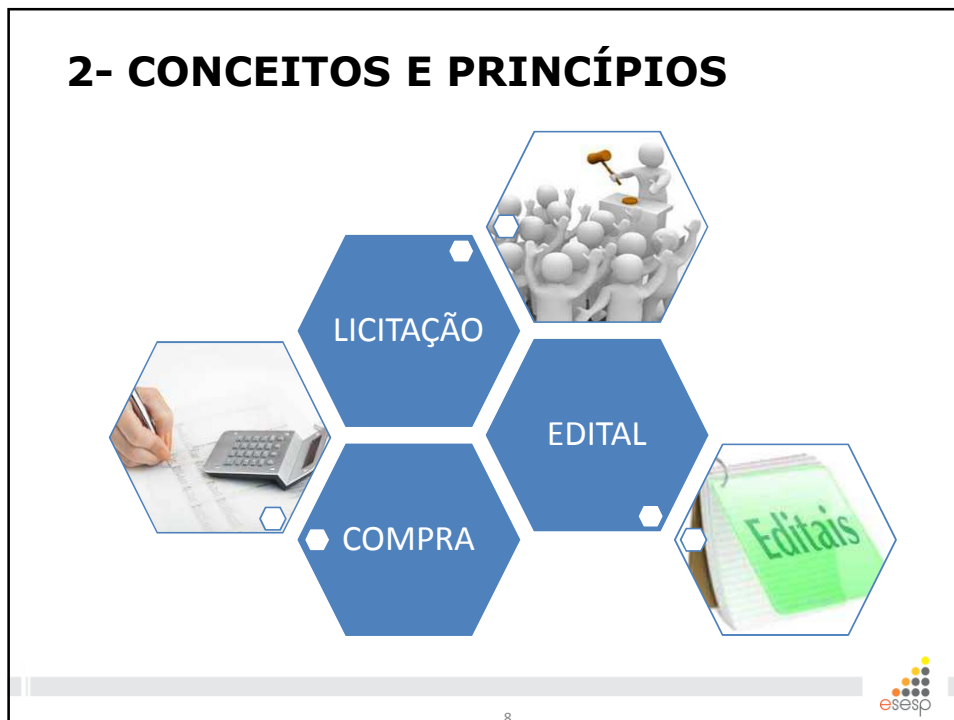 2- CONCEITOS E PRINCÍPIOS
LICITAÇÃO
EDITAL
COMPRA
Editais
esesp
8